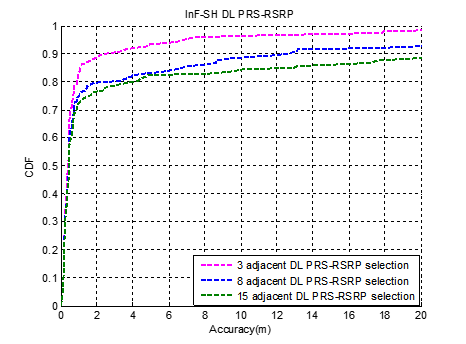 InF-SH DL PRS-RSRP
1
0.9
0.8
0.7
0.6
0.5
0.4
0.3
0.2
0.1
0
CDF
3 adjacent DL PRS-RSRP selection
8 adjacent DL PRS-RSRP selection
15 adjacent DL PRS-RSRP selection
0 2 4 6 8 10 12 14 16 18 20
Accuracy(m)